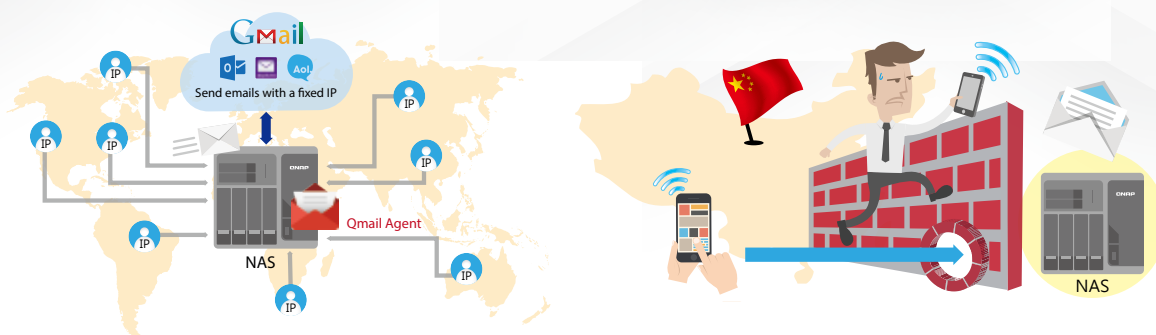 Gmail
O
Aol.
Send emails with a fixed IP
IP
IP
IP
IP
IP
IP
IP
IP
QNAP
Qmail Agent
NAS
QNAP
NAS